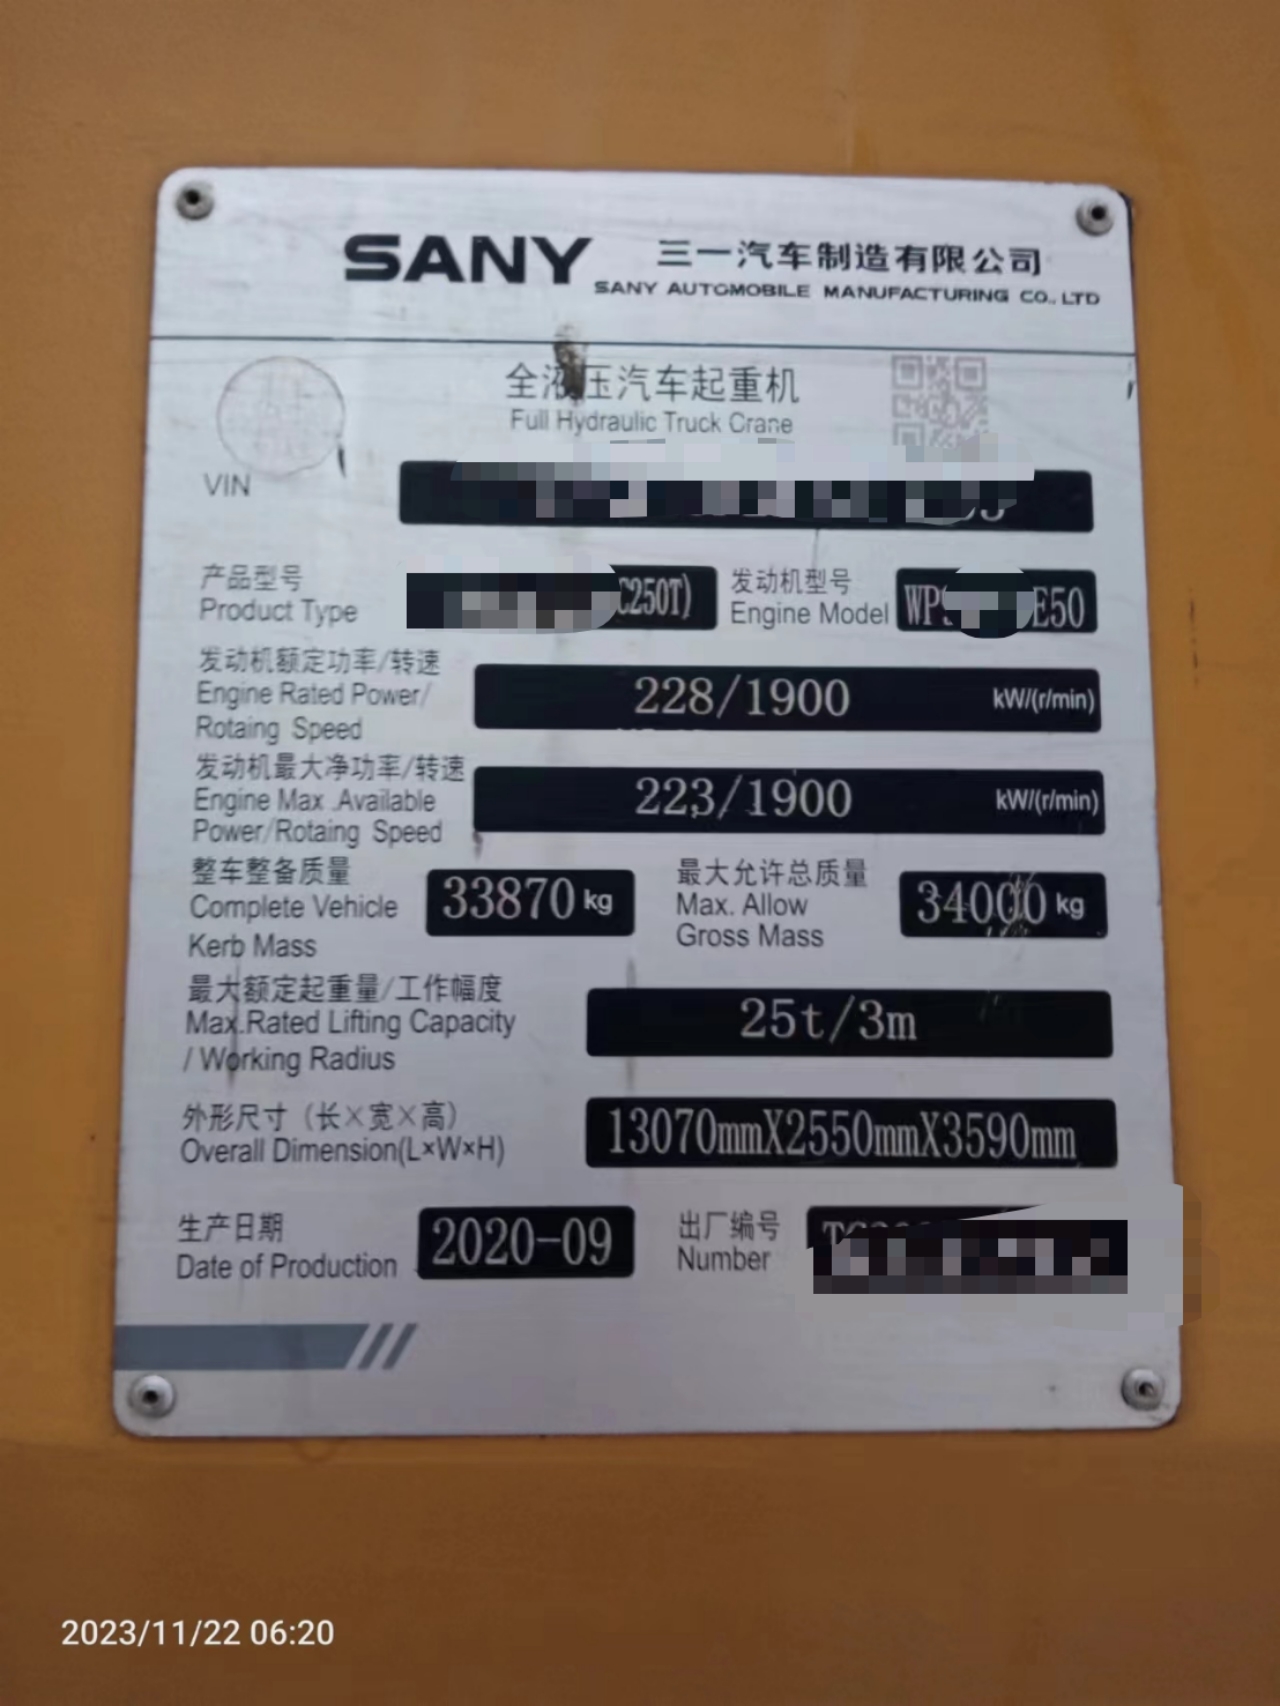 SANY 三一汽车制造有限公司
SANY AUTOMOBILE MANUFACTURING CO., LTD
全液压汽车起重机
Full Hydraulic Truck Crane
VIN
产品型号
Product Type C250T)
发动机型号
Engine Model WP E50
发动机额定功率/转速
Engine Rated Power/
Rotaing Speed
228/1900 kW/(r/min)
发动机最大净功率/转速
Engine Max .Available
Power/Rotaing Speed
223/1900 kW/(r/min)
整车整备质量
Complete Vehicle
Kerb Mass
33870 kg
最大允许总质量
Max. Allow
Gross Mass
34000 kg
最大额定起重量/工作幅度
Max.Rated Lifting Capacity
/ Working Radius
25t/3m
外形尺寸（长×宽×高）
Overall Dimension(L×W×H)
13070mmX2550mmX3590mm
生产日期
Date of Production
2020-09
出厂编号
Number
2023/11/22 06:20